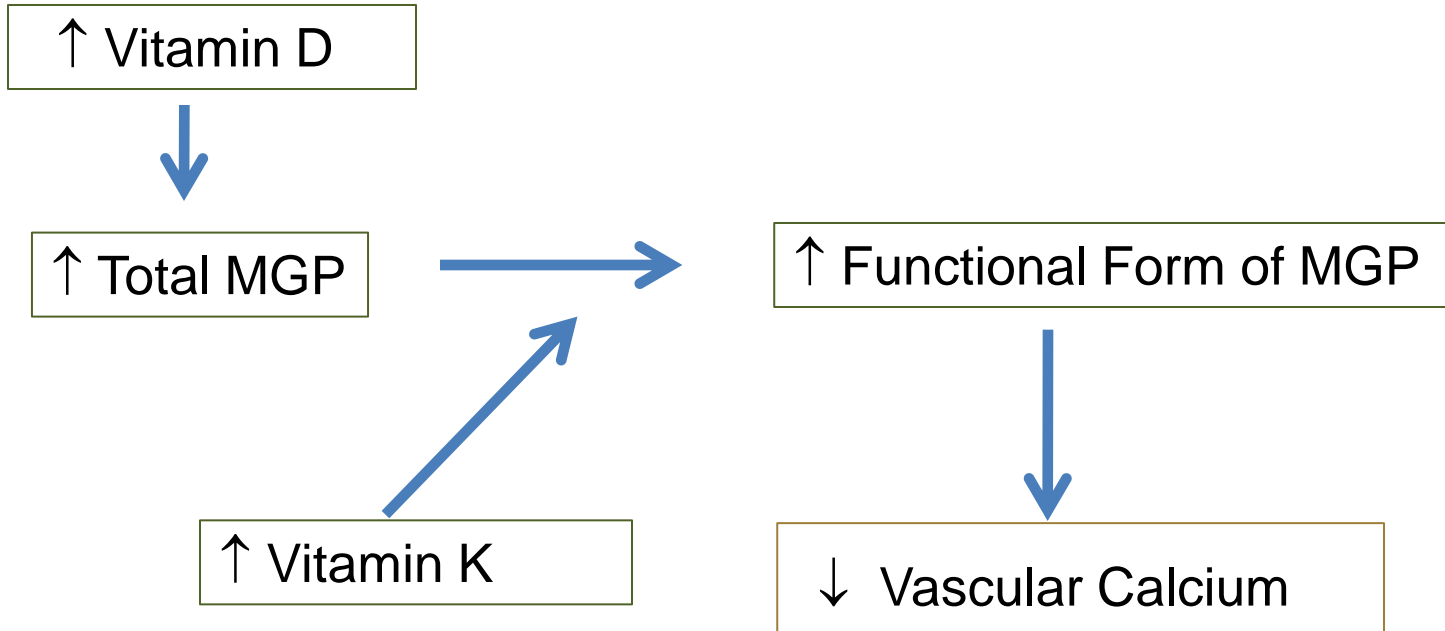 ↑ Vitamin D
↑ Total MGP
↑ Functional Form of MGP
↑ Vitamin K
↓ Vascular Calcium